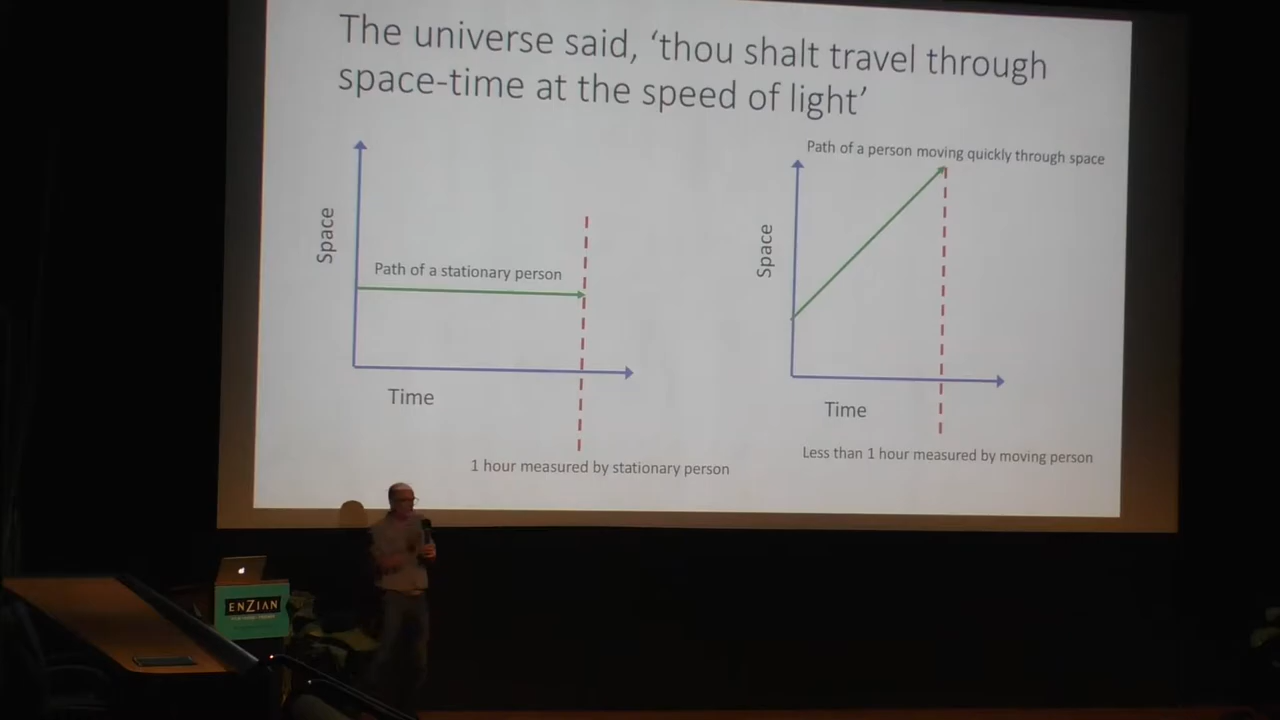 The universe said, ‘thou shalt travel through
space-time at the speed of light’
Space
Path of a stationary person
Time
1 hour measured by stationary person
Path of a person moving quickly through space
Space
Time
Less than 1 hour measured by moving person
ENZIAN